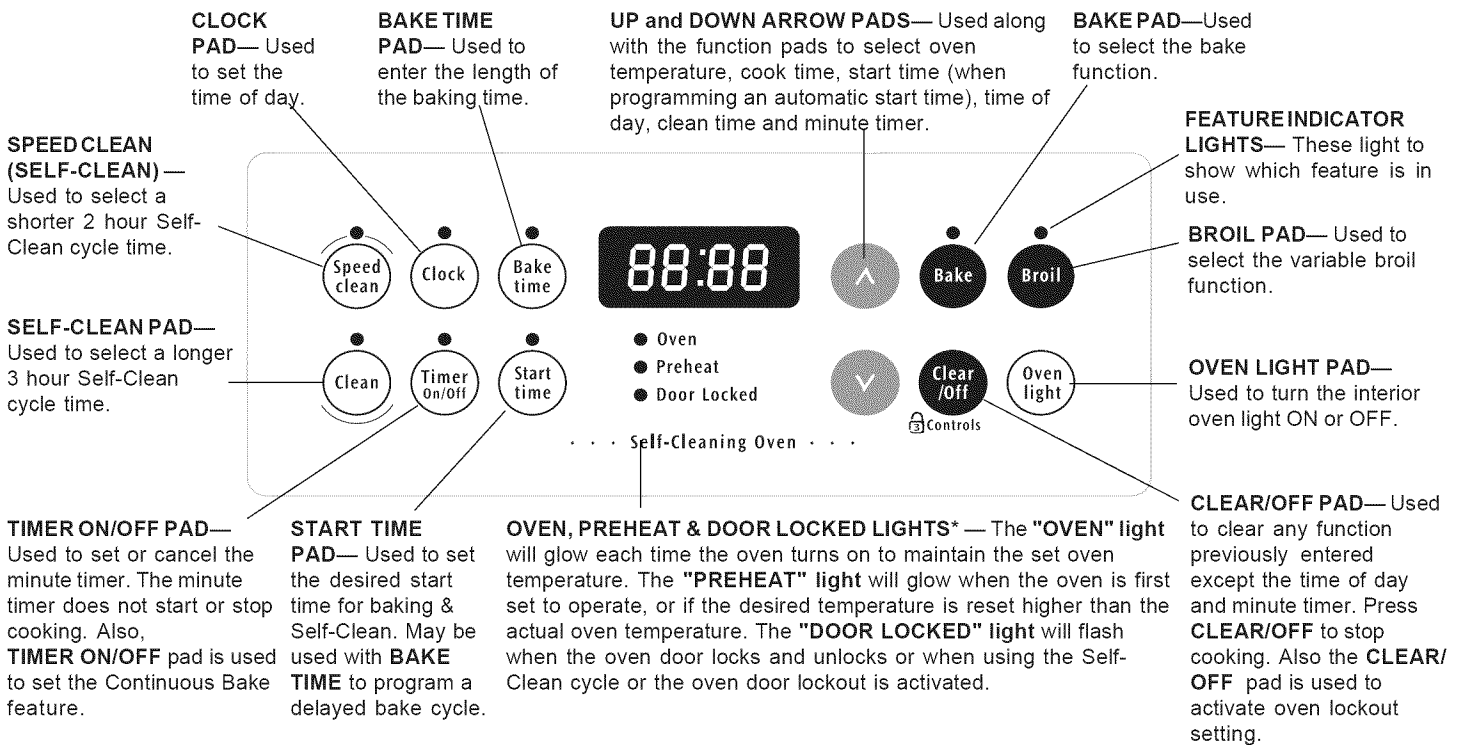 CLOCK
PAD— Used
to set the
time of day.
BAKE TIME
PAD— Used to
enter the length of
the baking time.
UP and DOWN ARROW PADS— Used along
with the function pads to select oven
temperature, cook time, start time (when
programming an automatic start time), time of
day, clean time and minute timer.
BAKE PAD—Used
to select the bake
function.
FEATURE INDICATOR
LIGHTS— These light to
show which feature is in
use.
SPEED CLEAN
(SELF-CLEAN) —
Used to select a
shorter 2 hour Self-
Clean cycle time.
BROIL PAD— Used to
select the variable broil
function.
Speed
clean
Clock
Bake
time
88:88
Bake
Broil
SELF-CLEAN PAD—
Used to select a longer
3 hour Self-Clean
cycle time.
Oven
Preheat
Door Locked
Clean
Timer
On/Off
Start
time
Clear
/Off
Oven
light
3 Controls
OVEN LIGHT PAD—
Used to turn the interior
oven light ON or OFF.
· · · Self-Cleaning Oven · · ·
TIMER ON/OFF PAD—
Used to set or cancel the
minute timer. The minute
timer does not start or stop
cooking. Also,
TIMER ON/OFF pad is used
to set the Continuous Bake
feature.
START TIME
PAD— Used to set
the desired start
time for baking &
Self-Clean. May be
used with BAKE
TIME to program a
delayed bake cycle.
OVEN, PREHEAT & DOOR LOCKED LIGHTS* — The "OVEN" light
will glow each time the oven turns on to maintain the set oven
temperature. The "PREHEAT" light will glow when the oven is first
set to operate, or if the desired temperature is reset higher than the
actual oven temperature. The "DOOR LOCKED" light will flash
when the oven door locks and unlocks or when using the Self-
Clean cycle or the oven door lockout is activated.
CLEAR/OFF PAD— Used
to clear any function
previously entered
except the time of day
and minute timer. Press
CLEAR/OFF to stop
cooking. Also the CLEAR/
OFF pad is used to
activate oven lockout
setting.